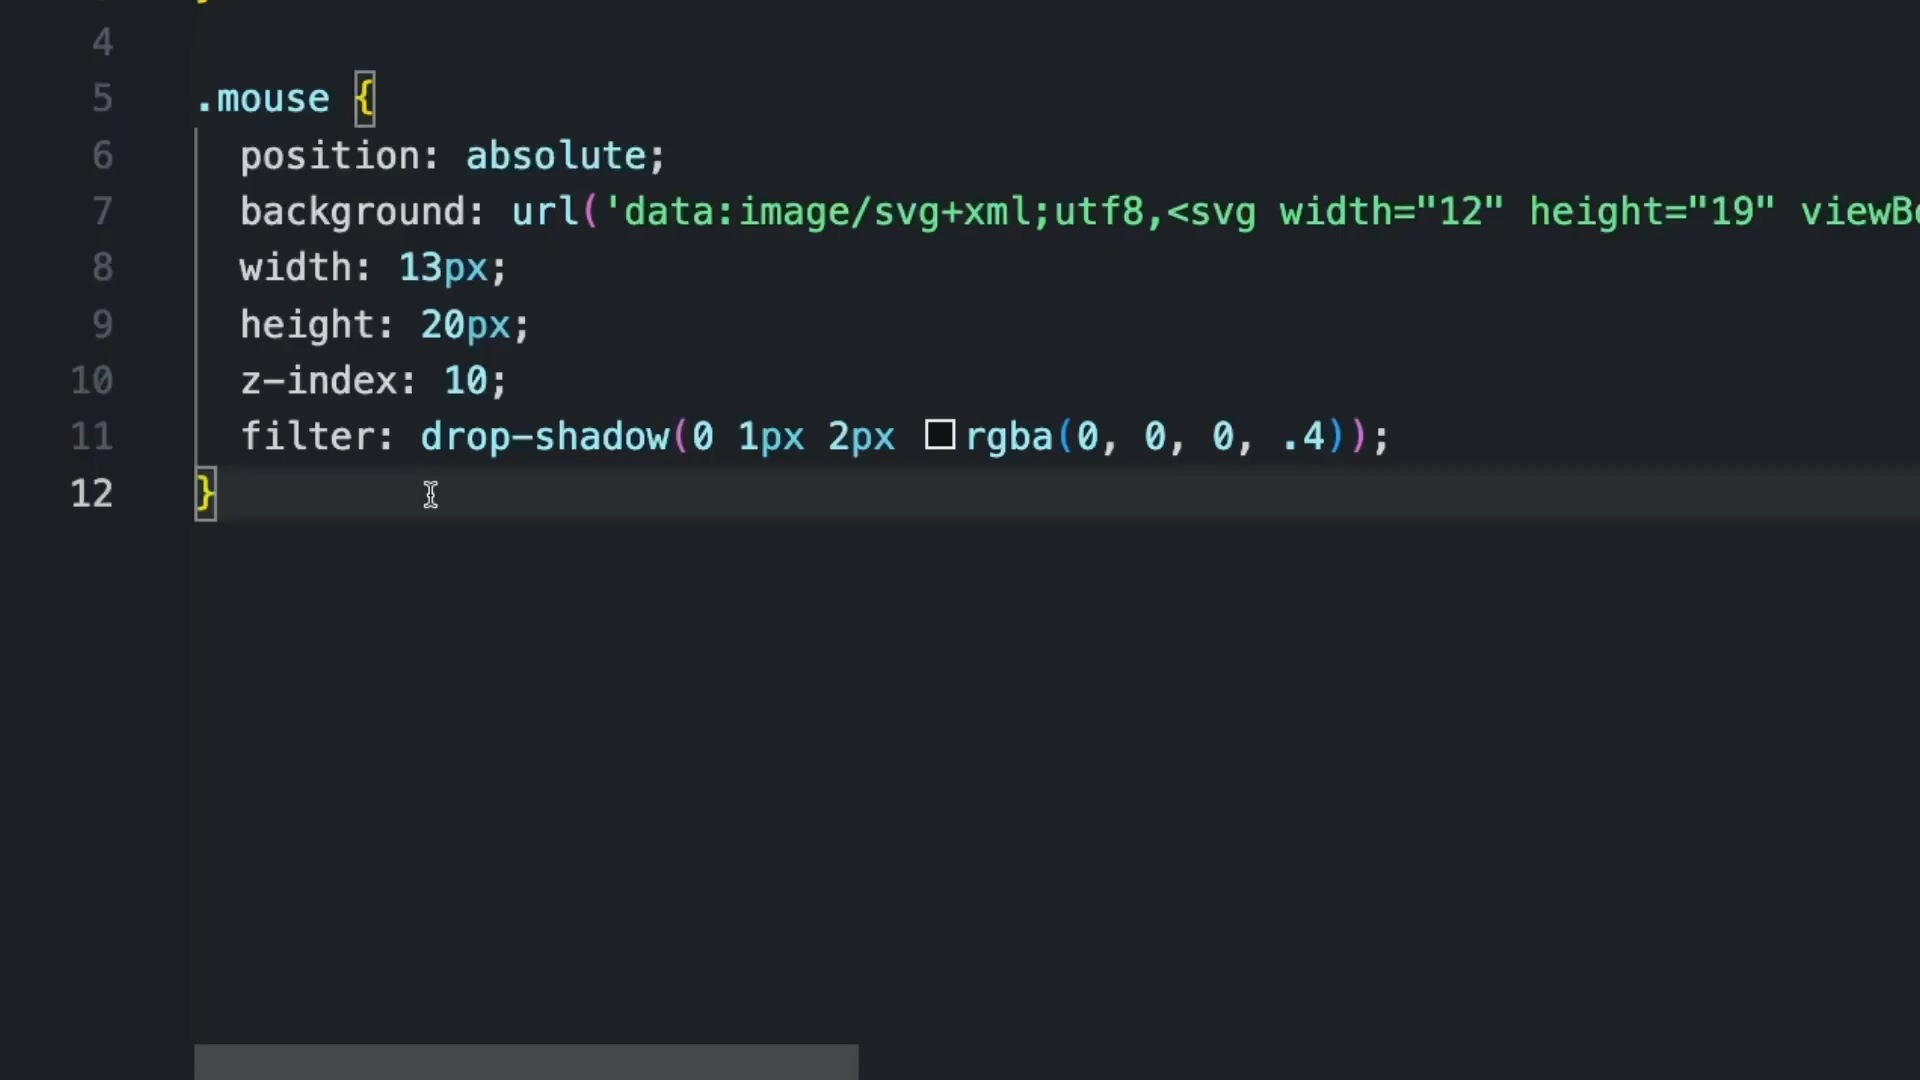 4
5 .mouse {
6 position: absolute;
7 background: url('data:image/svg+xml;utf8,<svg width="12" height="19" viewB
8 width: 13px;
9 height: 20px;
10 z-index: 10;
11 filter: drop-shadow(0 1px 2px rgba(0, 0, 0, .4));
12 }